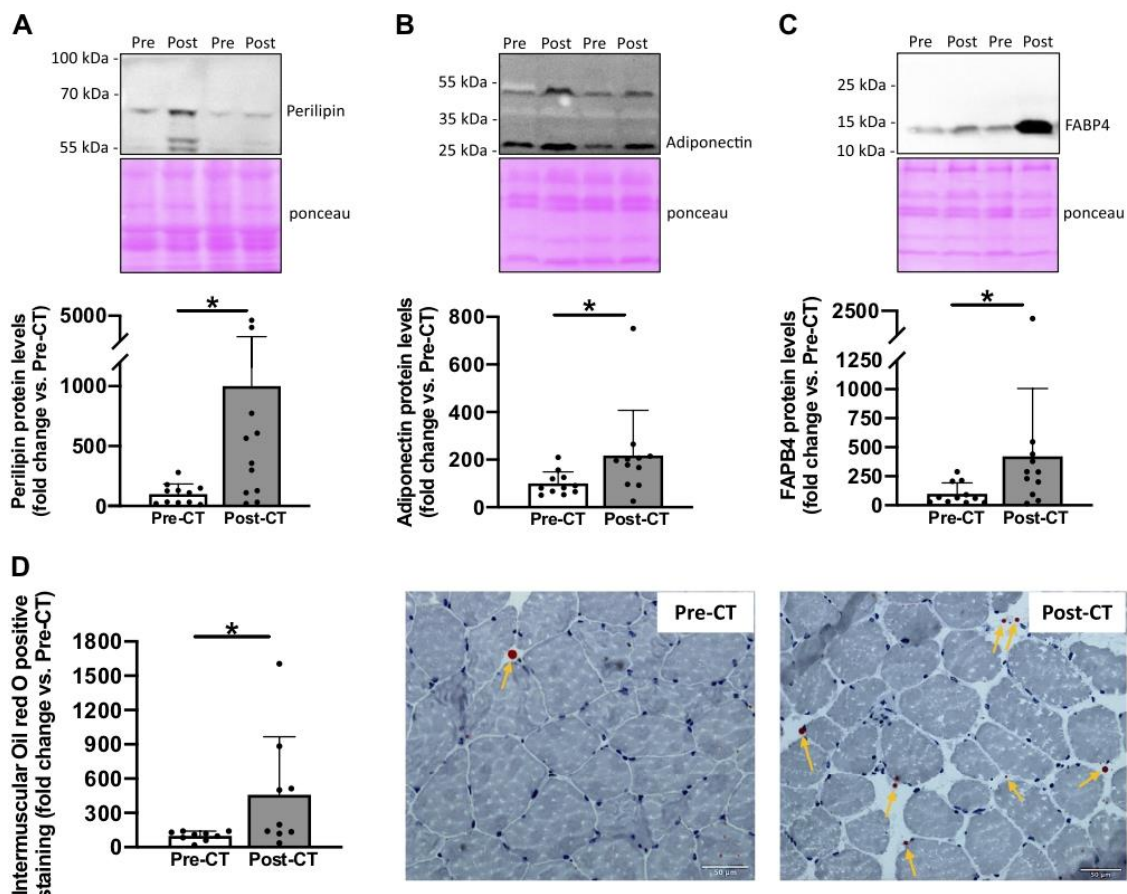 A
Pre Post Pre Post
100 kDa -
70 kDa -
55 kDa -
Perilipin
ponceau
*
Perilipin protein levels
(fold change vs. Pre-CT)
5000
1000
500
0
Pre-CT Post-CT
B
Pre Post Pre Post
55 kDa -
35 kDa -
25 kDa -
Adiponectin
ponceau
*
Adiponectin protein levels
(fold change vs. Pre-CT)
800
600
400
200
0
Pre-CT Post-CT
C
Pre Post Pre Post
25 kDa -
15 kDa -
10 kDa -
FABP4
ponceau
*
FAPB4 protein levels
(fold change vs. Pre-CT)
2500
1250
1000
750
500
250
0
Pre-CT Post-CT
D
*
Intermuscular Oil red O positive
staining (fold change vs. Pre-CT)
1800
1500
1200
900
600
300
0
Pre-CT Post-CT
Pre-CT
50 µm
Post-CT
50 µm